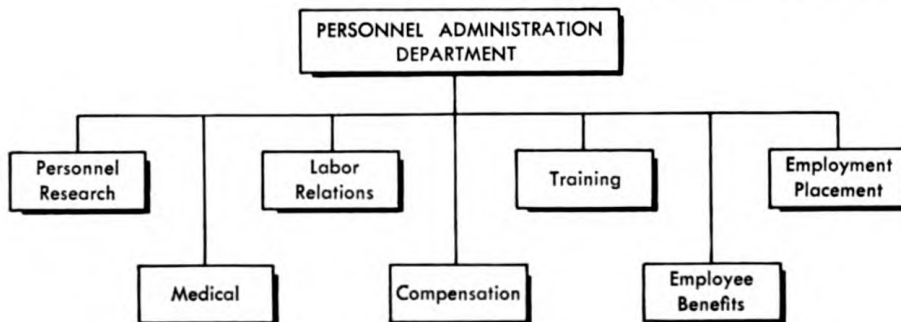 PERSONNEL ADMINISTRATION
DEPARTMENT
Personnel
Research
Labor
Relations
Training
Employment
Placement
Medical
Compensation
Employee
Benefits